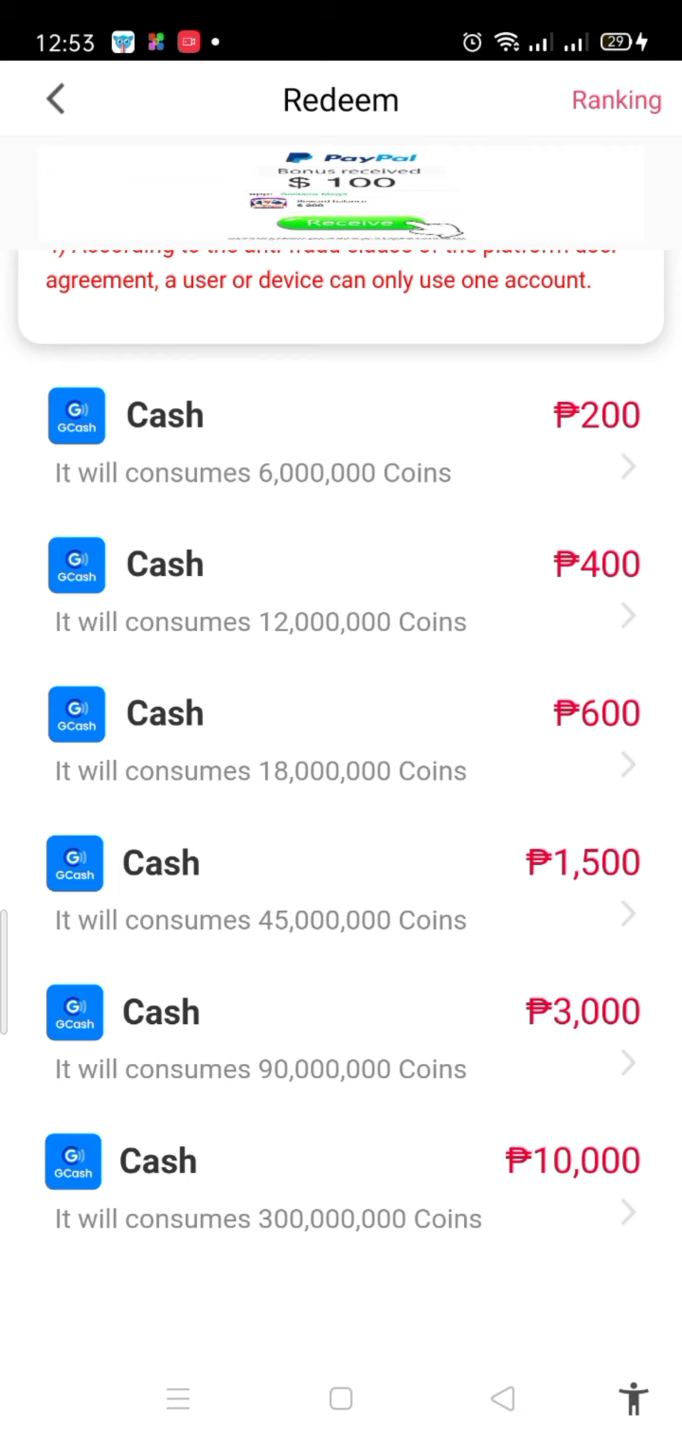 12:53
29
Redeem
Ranking
PayPal
Bonus received
$ 100
Receive
agreement, a user or device can only use one account.
GCash
Cash
₱200
It will consumes 6,000,000 Coins
GCash
Cash
₱400
It will consumes 12,000,000 Coins
GCash
Cash
₱600
It will consumes 18,000,000 Coins
GCash
Cash
₱1,500
It will consumes 45,000,000 Coins
GCash
Cash
₱3,000
It will consumes 90,000,000 Coins
GCash
Cash
₱10,000
It will consumes 300,000,000 Coins